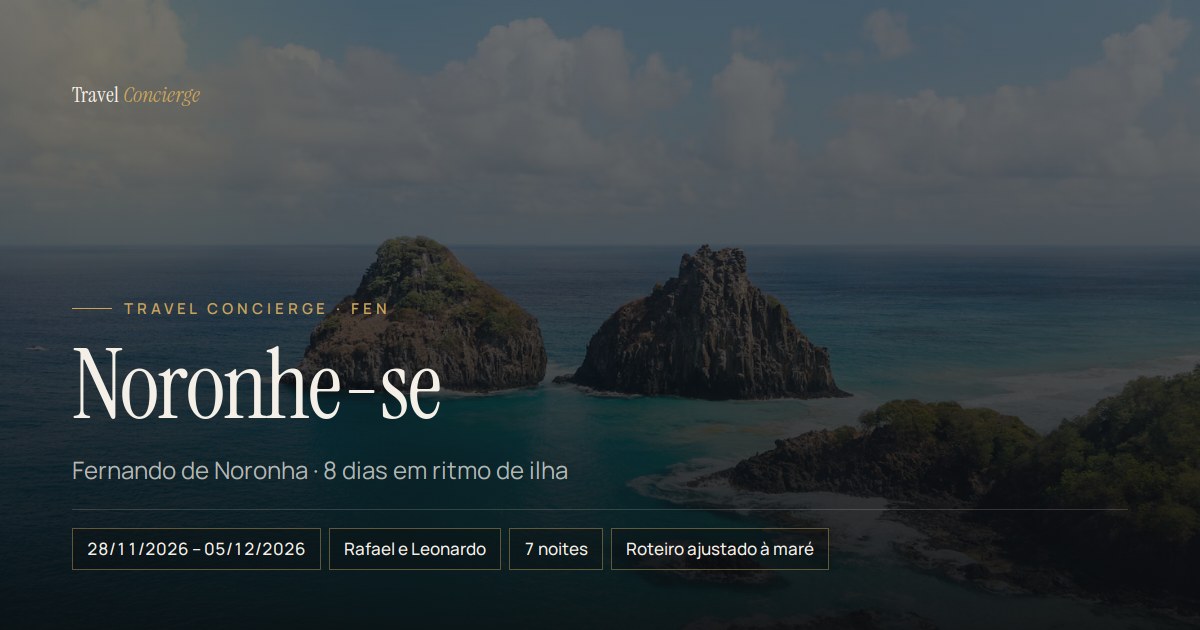 Travel Concierge
TRAVEL CONCIERGE · FEN
Noronhe-se
Fernando de Noronha · 8 dias em ritmo de ilha
28/11/2026 – 05/12/2026 Rafael e Leonardo 7 noites Roteiro ajustado à maré